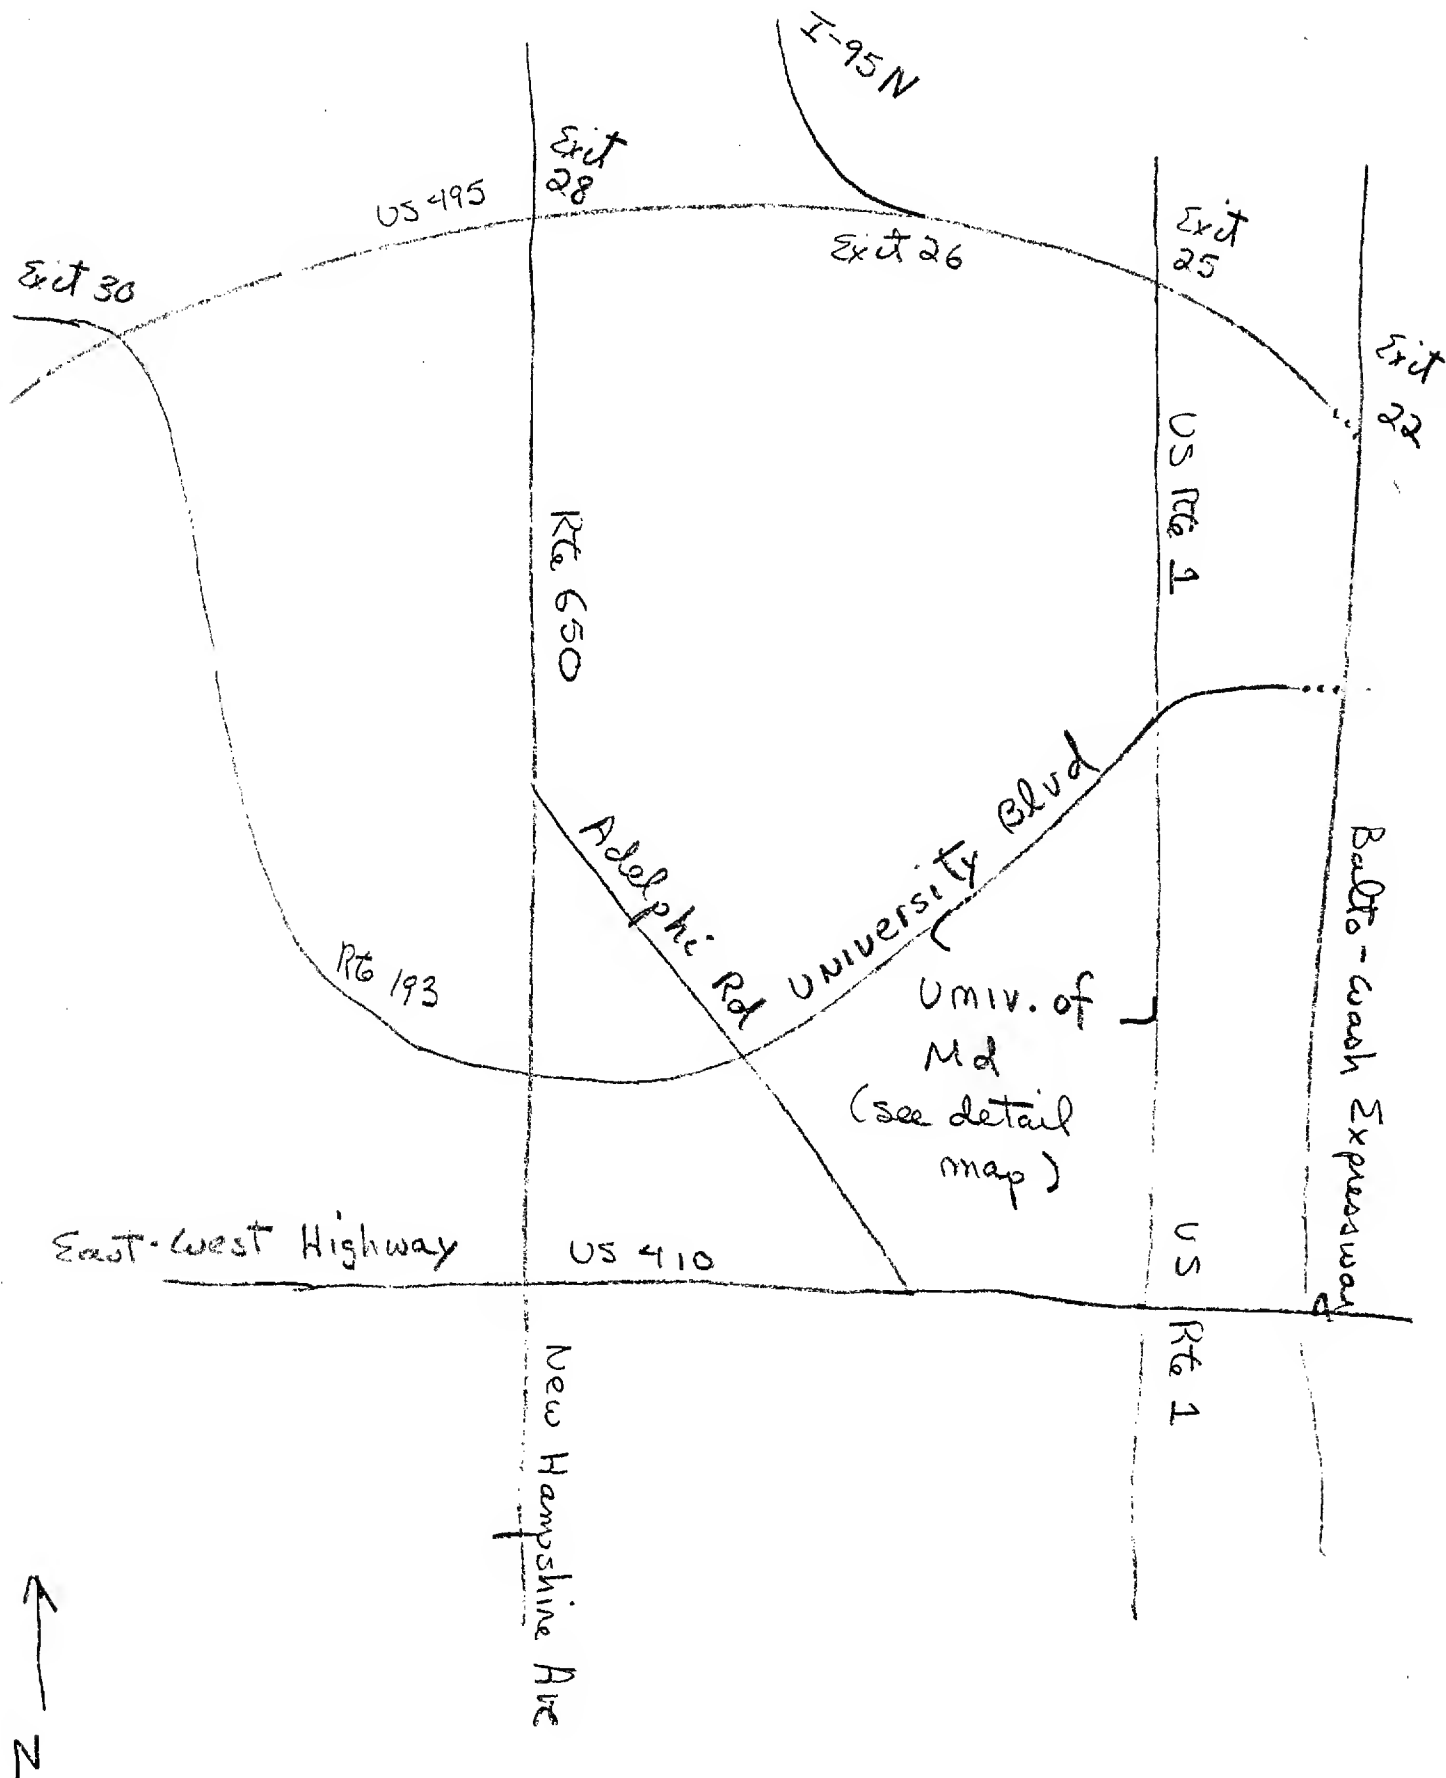 I-95 N
Exit
28
US 495
Exit 26
Exit
25
Exit 30
Exit
22
US Rte 1
Rte 650
Adelphi Rd
University Blvd
Balto-Wash Expressway
Rte 193
Univ. of
Md
(see detail
map)
East-West Highway
US 410
US
Rte 1
New Hampshire Ave
N